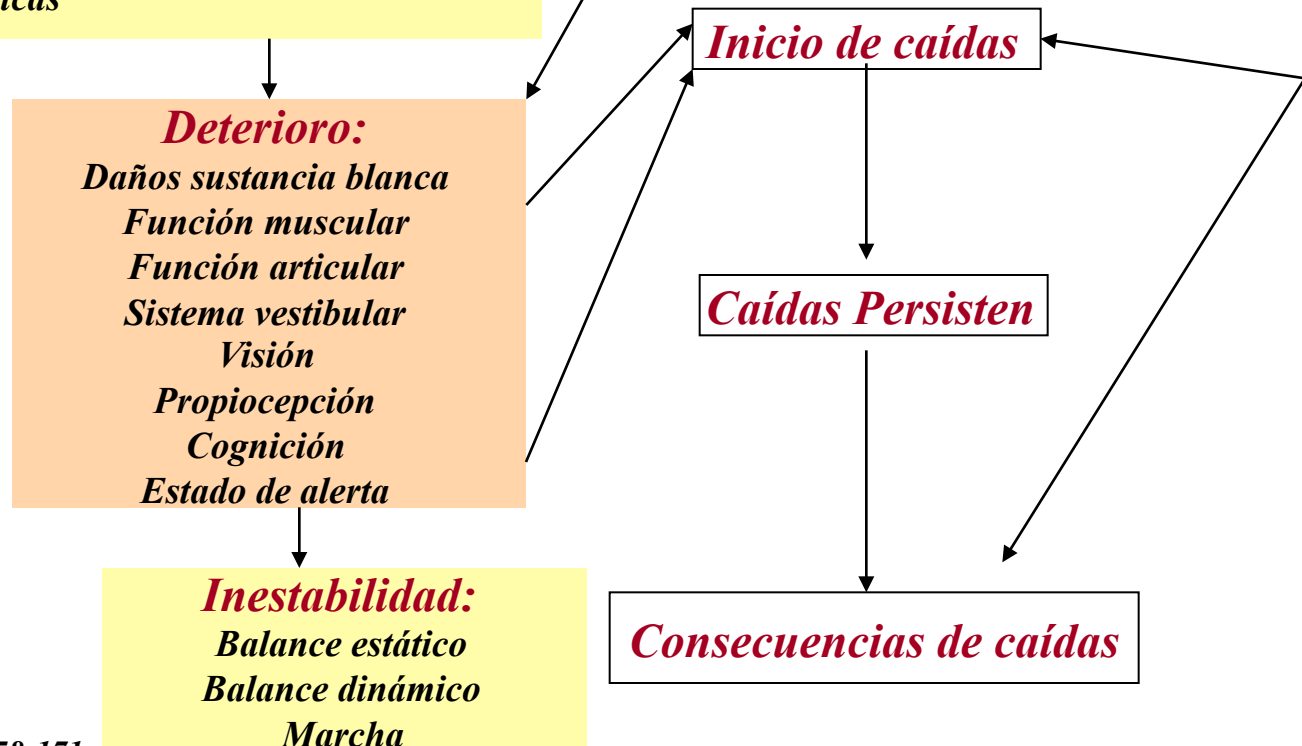 Inicio de caídas
Deterioro:
Daños sustancia blanca
Función muscular
Función articular
Sistema vestibular
Visión
Propiocepción
Cognición
Estado de alerta
Caídas Persisten
Inestabilidad:
Balance estático
Balance dinámico
Marcha
Consecuencias de caídas